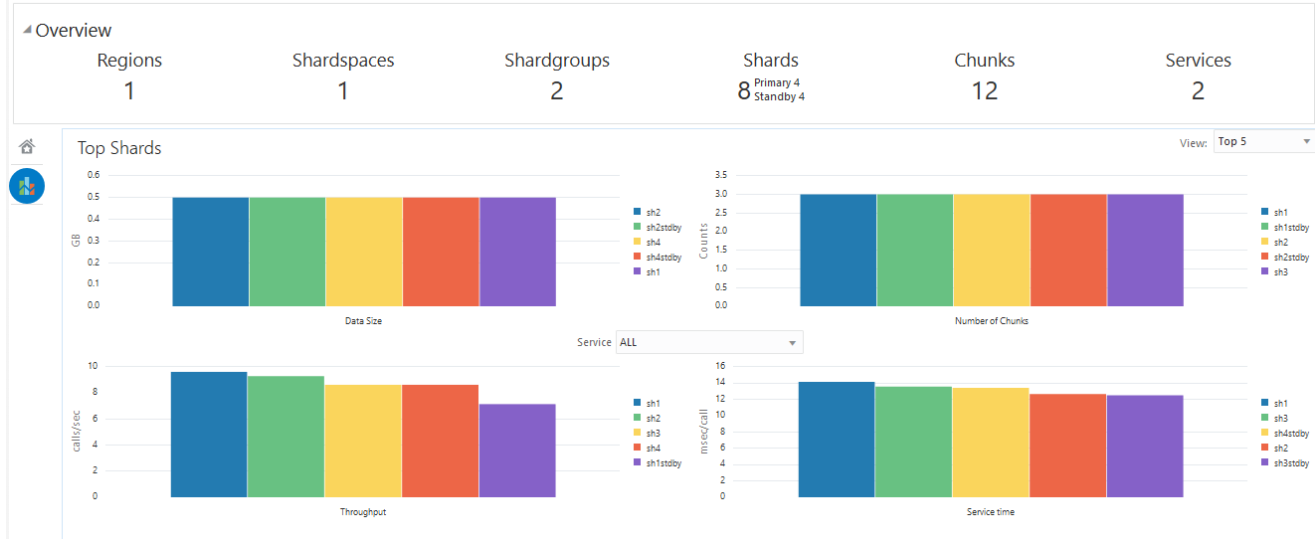 Overview
Regions Shardspaces Shardgroups Shards Chunks Services
1 1 2 8 Primary 4 Standby 4 12 2
Top Shards
View: Top 5
0.6
0.5
0.4
0.3
0.2
0.1
0.0
GB
Data Size
sh2
sh2stdby
sh4
sh4stdby
sh1
3.5
3.0
2.5
2.0
1.5
1.0
0.5
0.0
Counts
Number of Chunks
sh1
sh1stdby
sh2
sh2stdby
sh3
Service ALL
10
8
6
4
2
0
calls/sec
Throughput
sh1
sh2
sh3
sh4
sh1stdby
16
14
12
10
8
6
4
2
0
msec/call
Service time
sh1
sh3
sh4stdby
sh2
sh3stdby